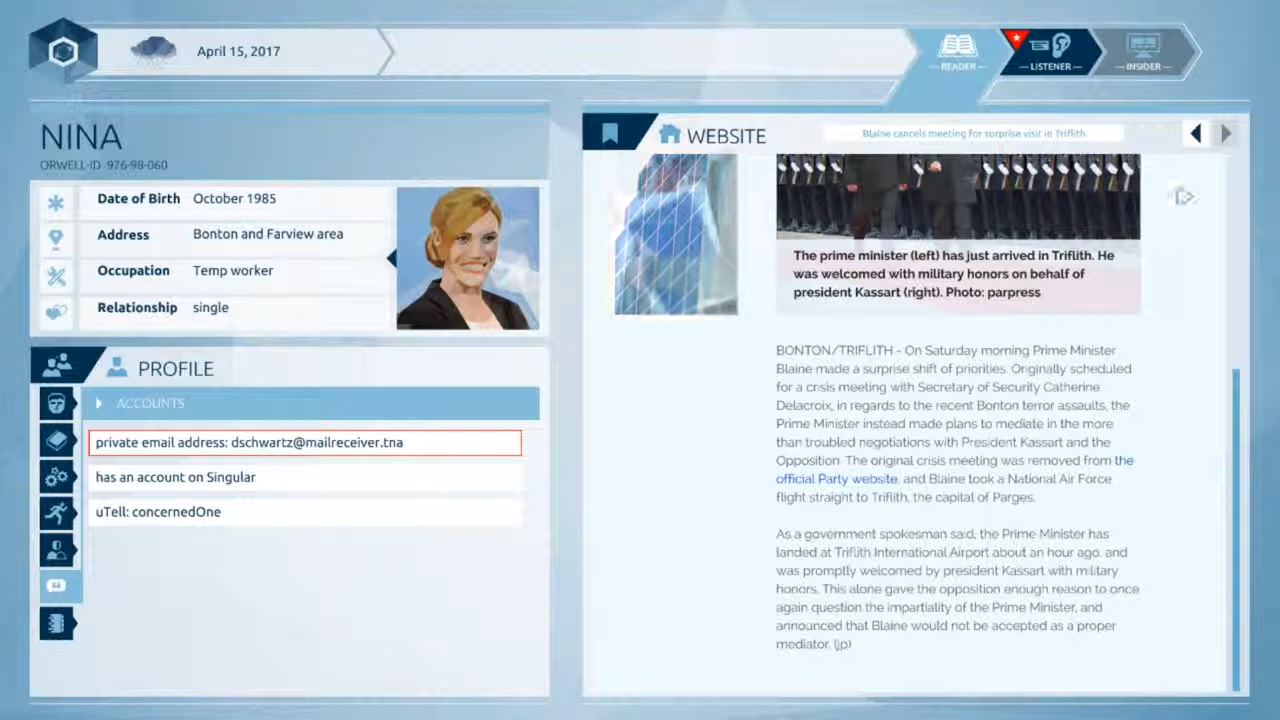 April 15, 2017
READER
LISTENER
INSIDER
NINA
ORWELL-ID 976-98-060
Date of Birth October 1985
Address Bonton and Farview area
Occupation Temp worker
Relationship single
PROFILE
ACCOUNTS
private email address: dschwartz@mailreceiver.tna
has an account on Singular
uTell: concernedOne
WEBSITE
Blaine cancels meeting for surprise visit in Triflith
The prime minister (left) has just arrived in Triflith. He
was welcomed with military honors on behalf of
president Kassart (right). Photo: parpress
BONTON/TRIFLITH - On Saturday morning Prime Minister
Blaine made a surprise shift of priorities. Originally scheduled
for a crisis meeting with Secretary of Security Catherine
Delacroix, in regards to the recent Bonton terror assaults, the
Prime Minister instead made plans to mediate in the more
than troubled negotiations with President Kassart and the
Opposition. The original crisis meeting was removed from the
official Party website, and Blaine took a National Air Force
flight straight to Triflith, the capital of Parges.
As a government spokesman said, the Prime Minister has
landed at Triflith International Airport about an hour ago, and
was promptly welcomed by president Kassart with military
honors. This alone gave the opposition enough reason to once
again question the impartiality of the Prime Minister, and
announced that Blaine would not be accepted as a proper
mediator. (jp)